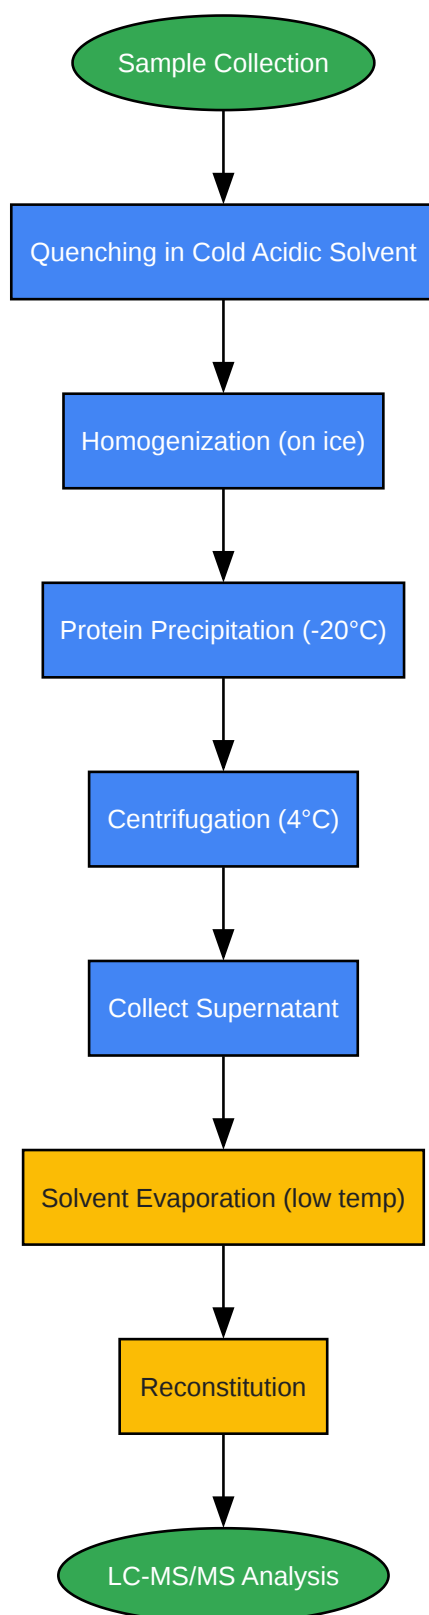 Sample Collection
Quenching in Cold Acidic Solvent
Homogenization (on ice)
Protein Precipitation (-20°C)
Centrifugation (4°C)
Collect Supernatant
Solvent Evaporation (low temp)
Reconstitution
LC-MS/MS Analysis